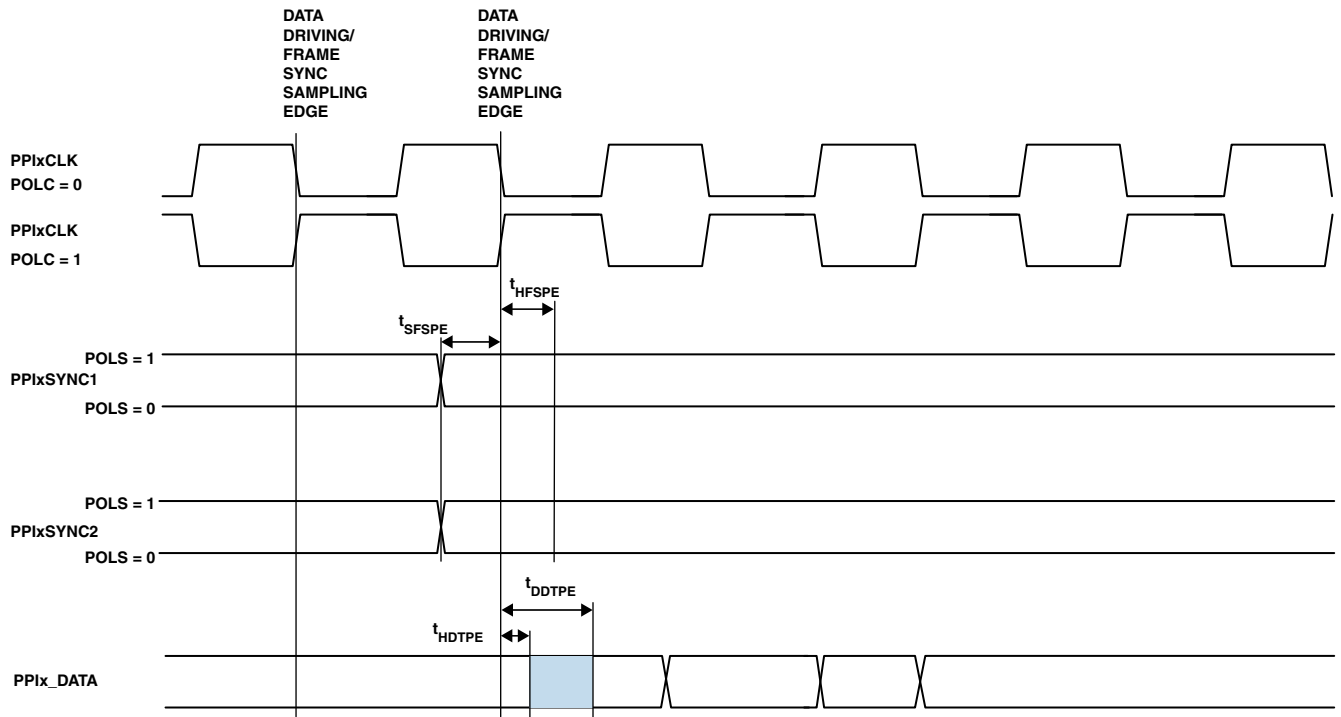 DATA
DRIVING/
FRAME
SYNC
SAMPLING
EDGE
DATA
DRIVING/
FRAME
SYNC
SAMPLING
EDGE
PPIxCLK
POLC = 0
PPIxCLK
POLC = 1
tHFSPE
tSFSPE
POLS = 1
PPIxSYNC1
POLS = 0
POLS = 1
PPIxSYNC2
POLS = 0
tDDTPE
tHDTPE
PPIx_DATA